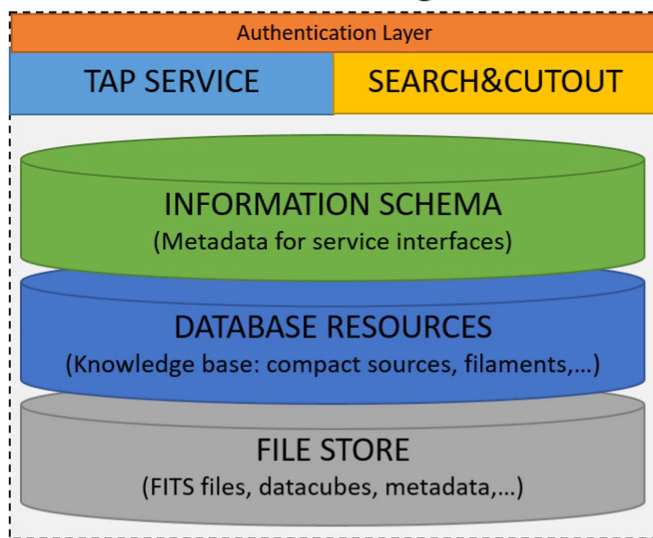 Authentication Layer
TAP SERVICE
SEARCH&CUTOUT
INFORMATION SCHEMA
(Metadata for service interfaces)
DATABASE RESOURCES
(Knowledge base: compact sources, filaments,...)
FILE STORE
(FITS files, datacubes, metadata,...)